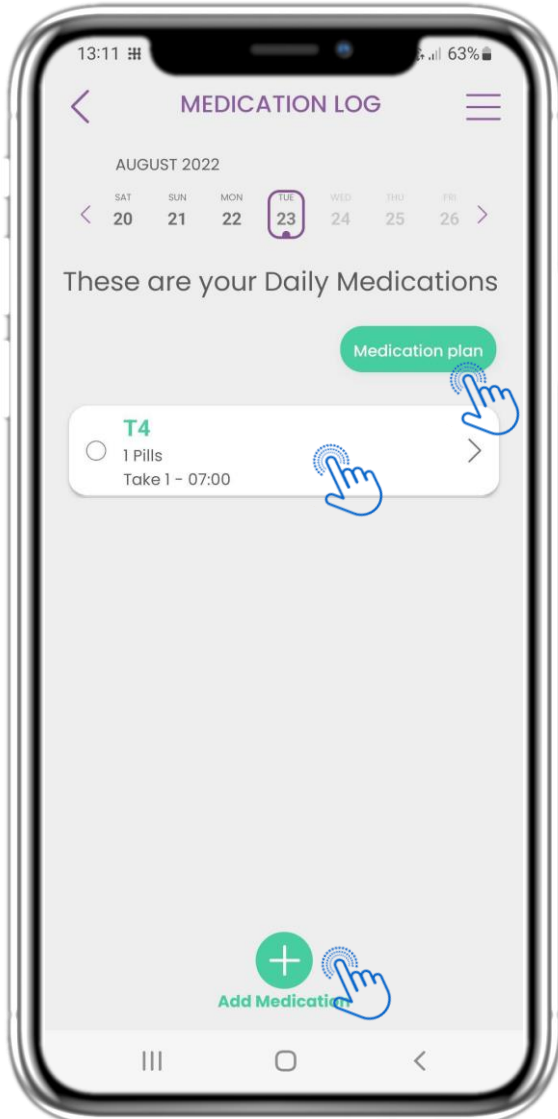 13:11 63%
MEDICATION LOG
AUGUST 2022
SAT SUN MON TUE WED THU FRI
20 21 22 23 24 25 26
These are your Daily Medications
Medication plan
T4
1 Pills
Take 1 - 07:00
Add Medication